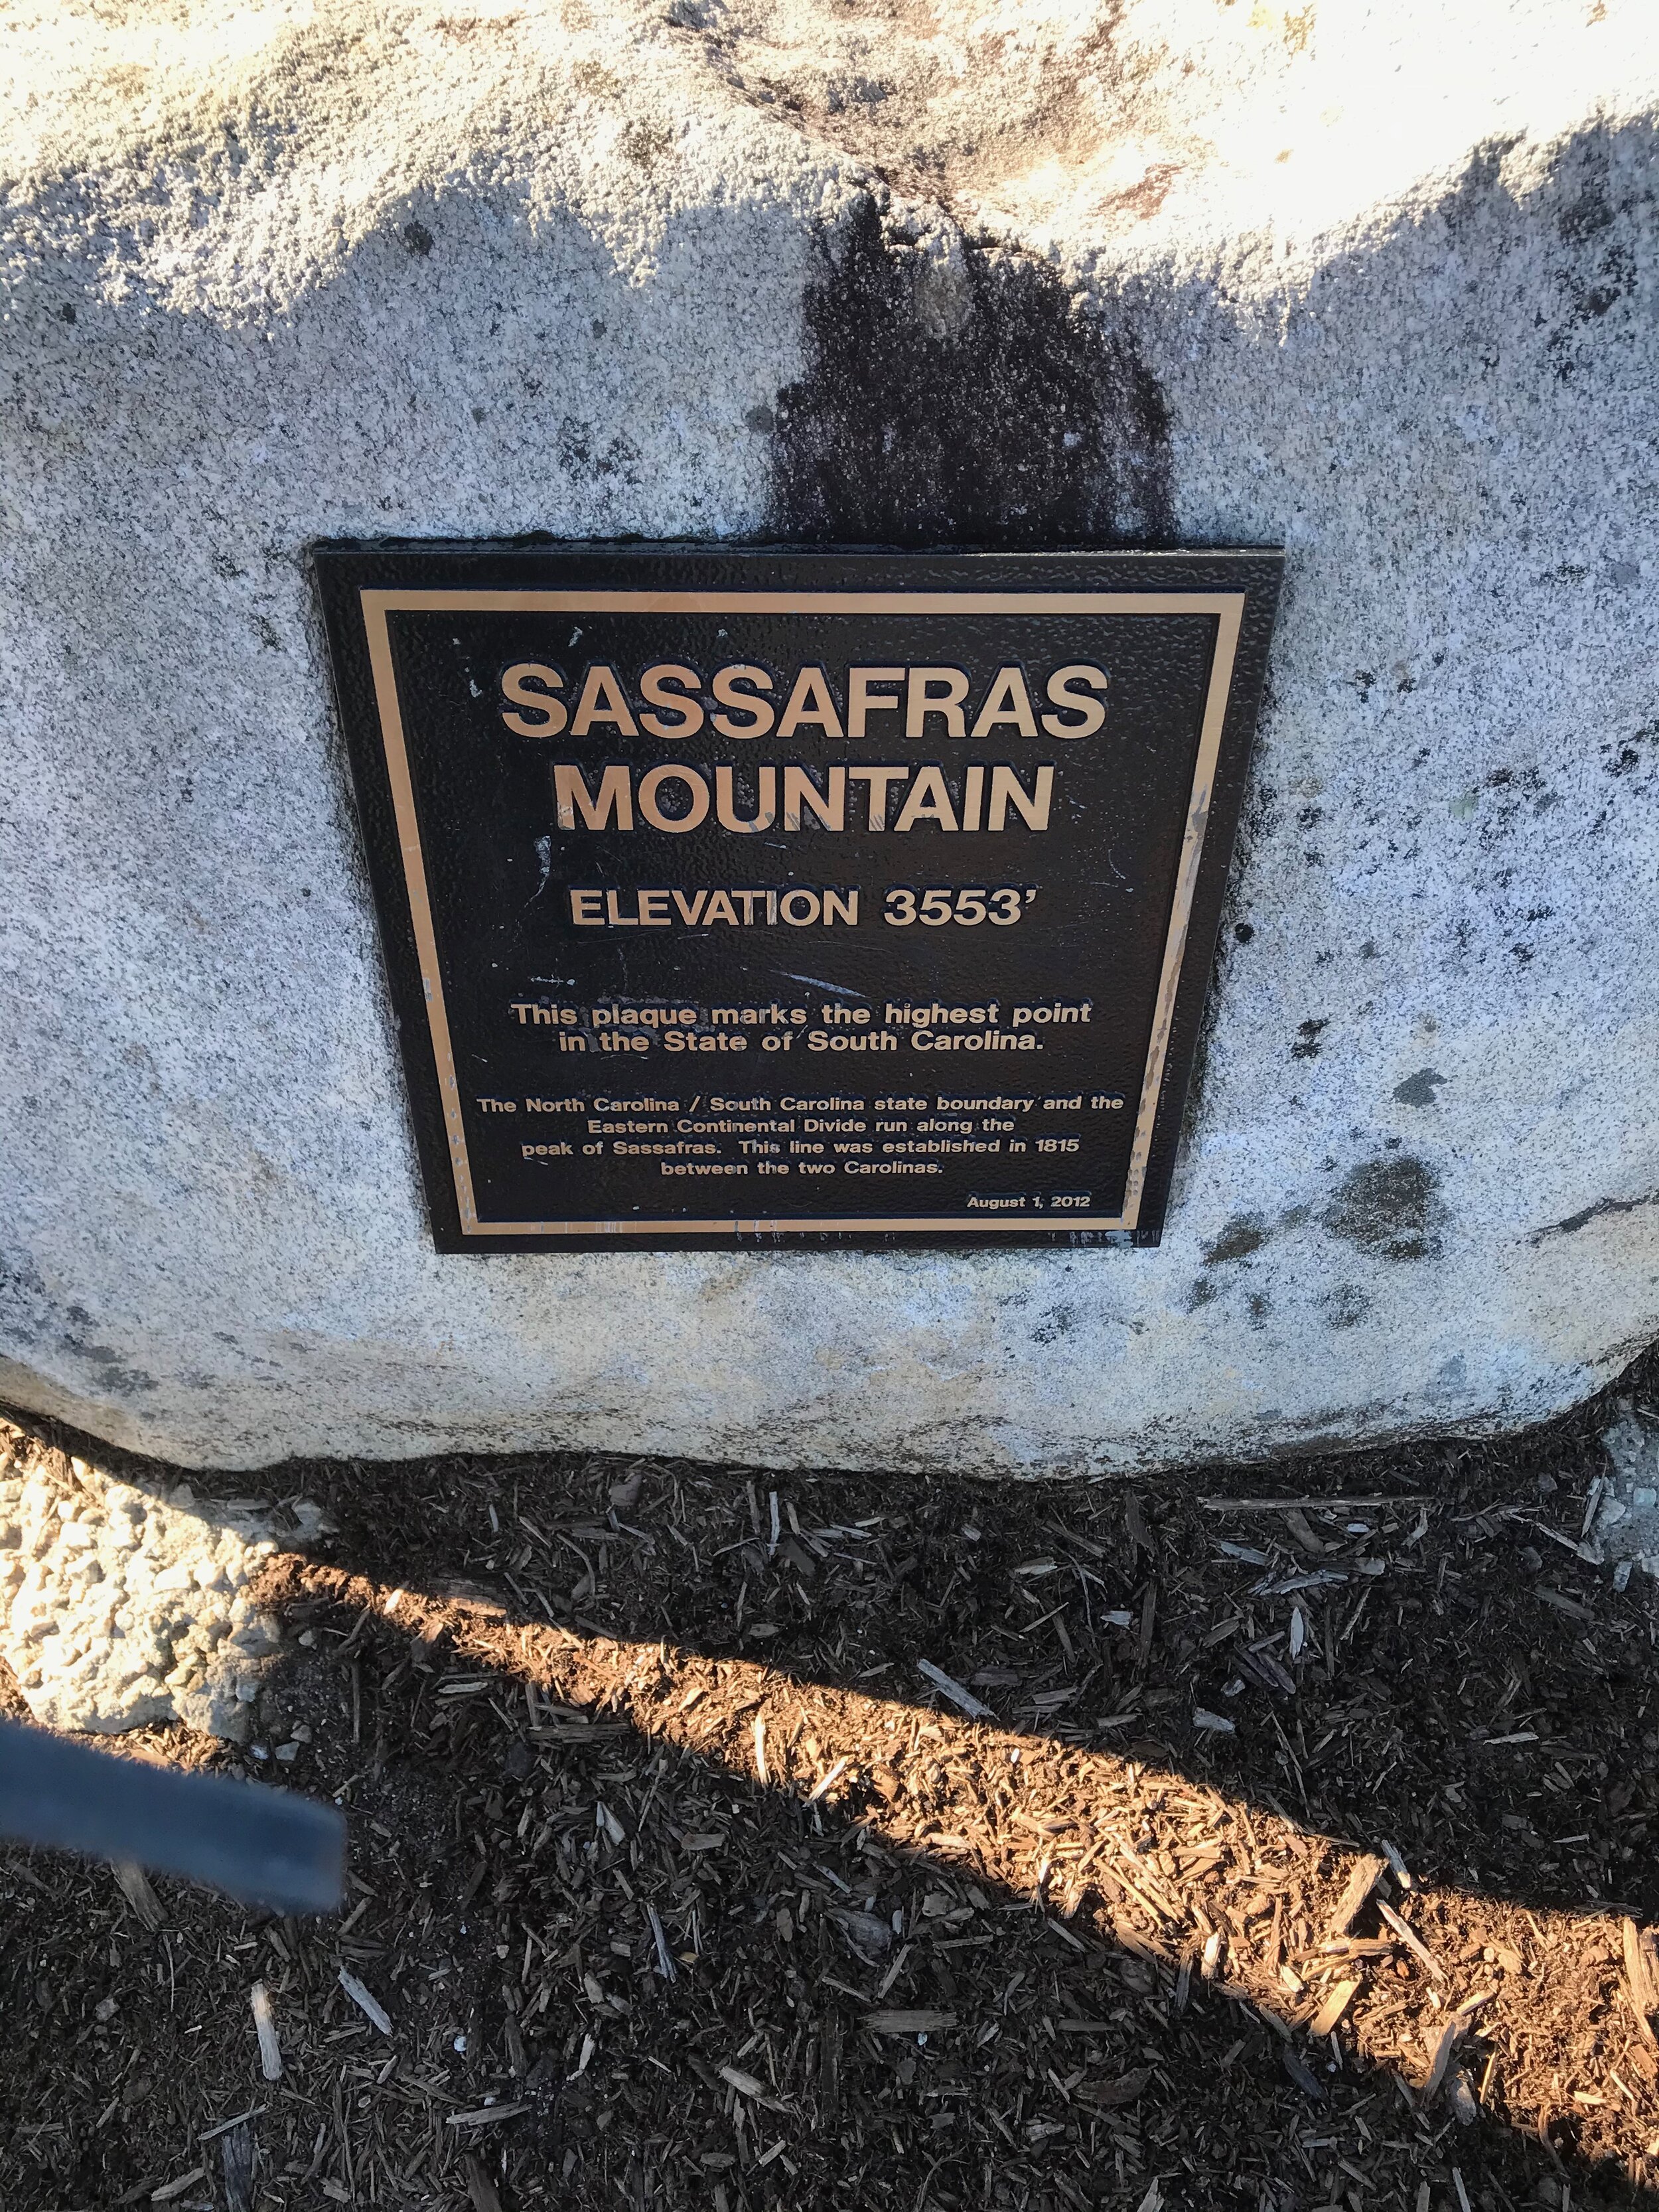 SASSAFRAS
MOUNTAIN
ELEVATION 3553’
This plaque marks the highest point
in the State of South Carolina.
The North Carolina / South Carolina state boundary and the
Eastern Continental Divide run along the
peak of Sassafras. This line was established in 1815
between the two Carolinas.
August 1, 2012